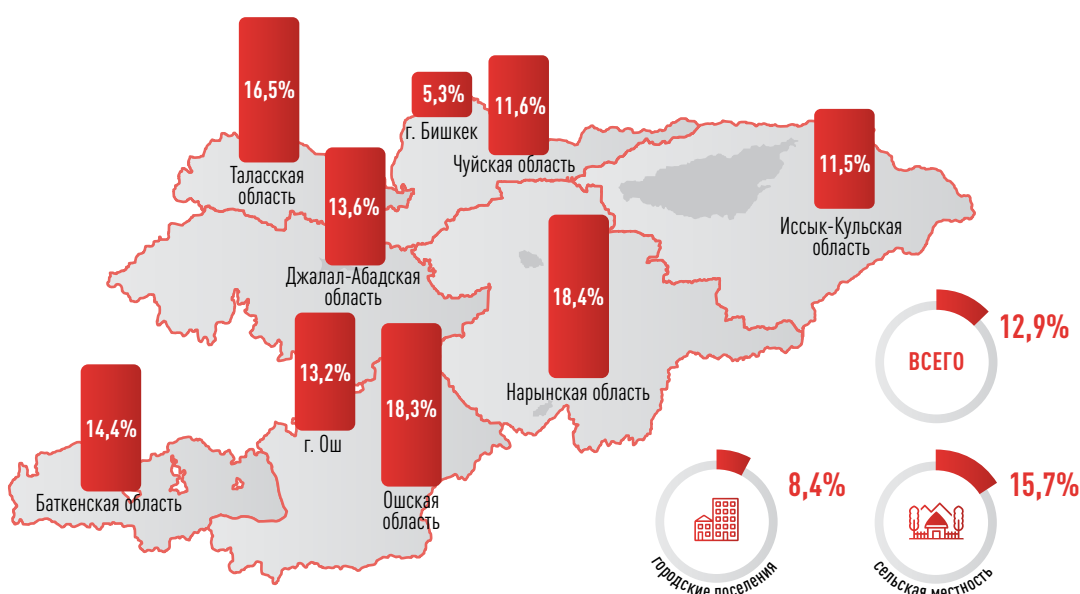 16,5%
Таласская
область
5,3%
г. Бишкек
11,6%
Чуйская область
13,6%
Джалал-Абадская
область
11,5%
Иссык-Кульская
область
18,4%
Нарынская область
13,2%
г. Ош
18,3%
Ошская
область
14,4%
Баткенская область
ВСЕГО
12,9%
8,4%
городские поселения
15,7%
сельская местность